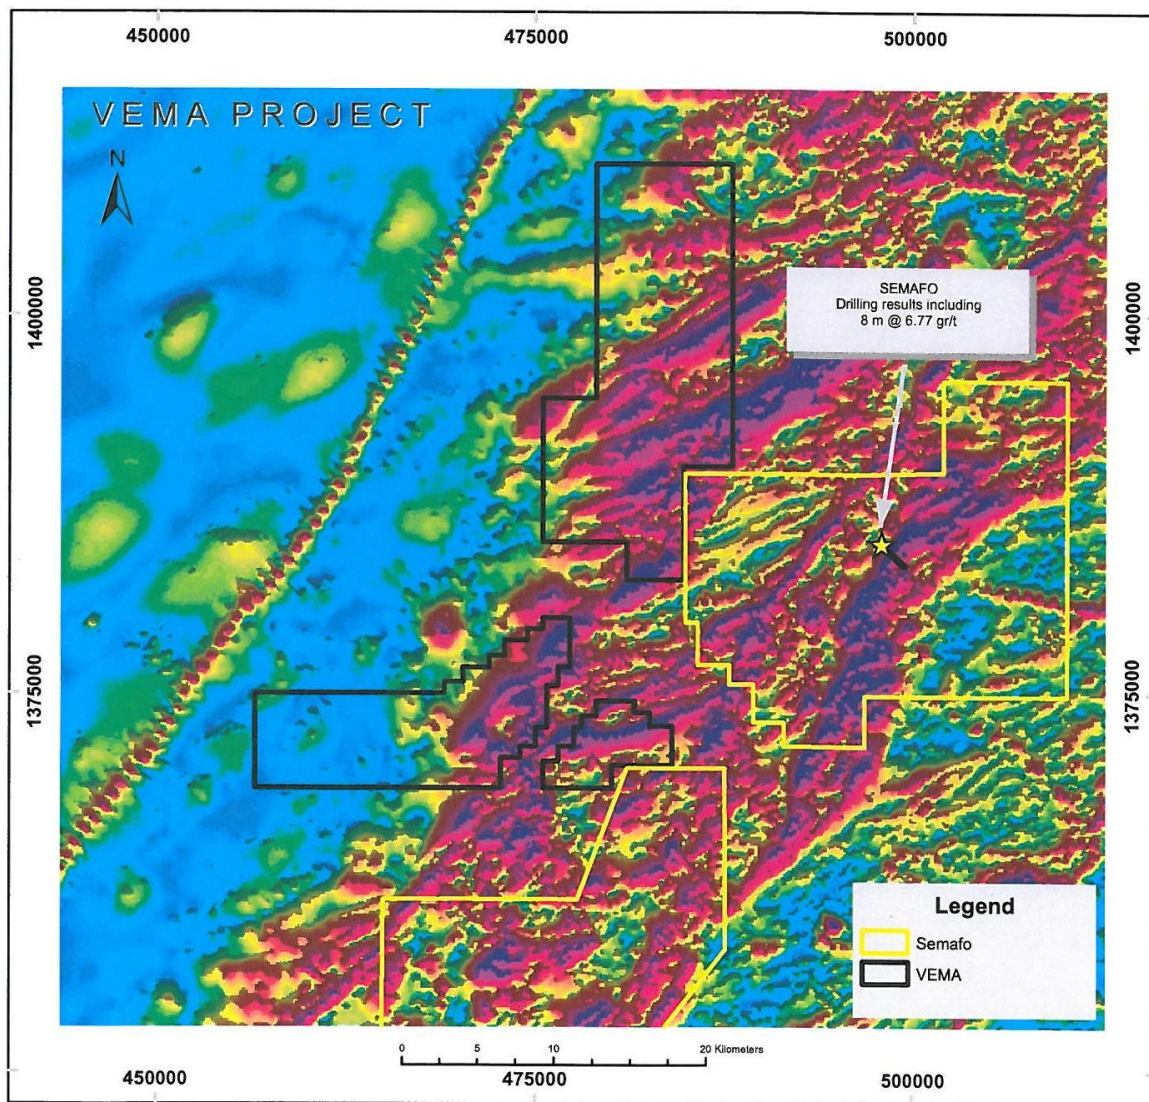 450000 475000 500000
VEMA PROJECT
N
1400000
1400000
SEMAFO
Drilling results including
8 m @ 6.77 gr/t
1375000
1375000
Legend
Semafo
VEMA
0 5 10 20 Kilometers
450000 475000 500000